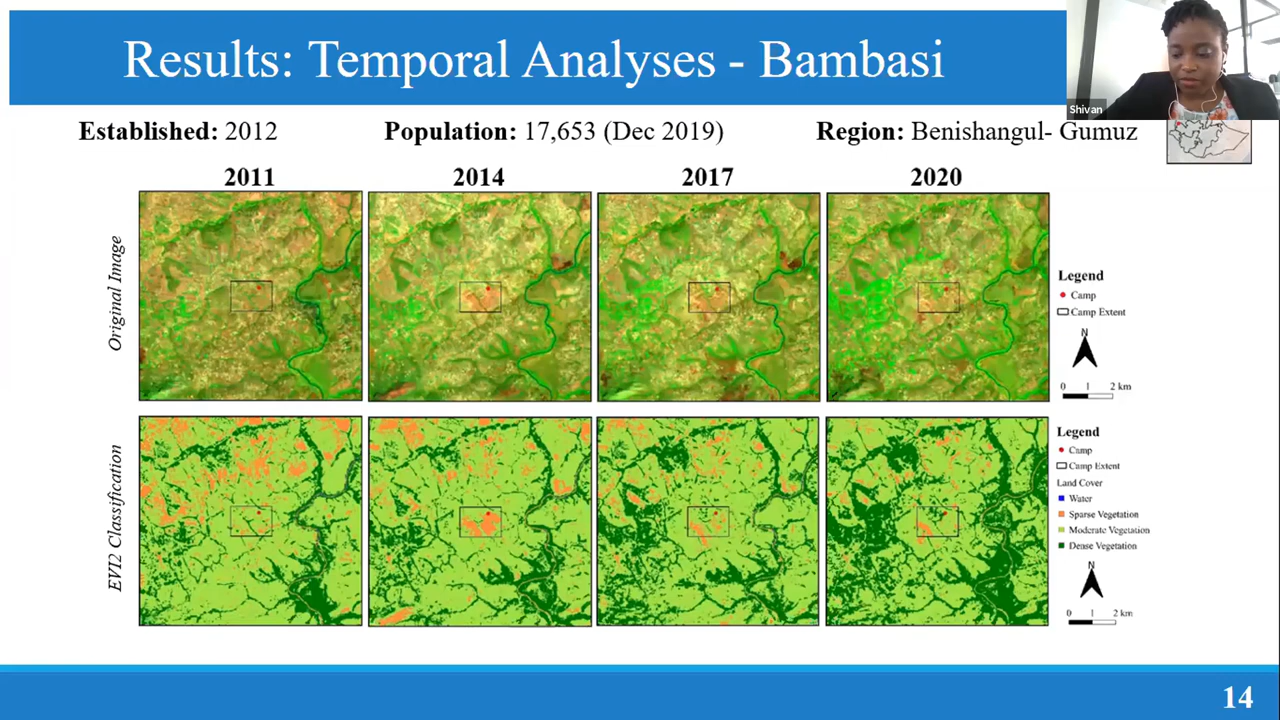 Results: Temporal Analyses - Bambasi
Shivan
Established: 2012 Population: 17,653 (Dec 2019) Region: Benishangul- Gumuz
2011 2014 2017 2020
Original Image
Legend
Camp
Camp Extent
N
0 1 2 km
EVI2 Classification
Legend
Camp
Camp Extent
Land Cover
Water
Sparse Vegetation
Moderate Vegetation
Dense Vegetation
N
0 1 2 km
14